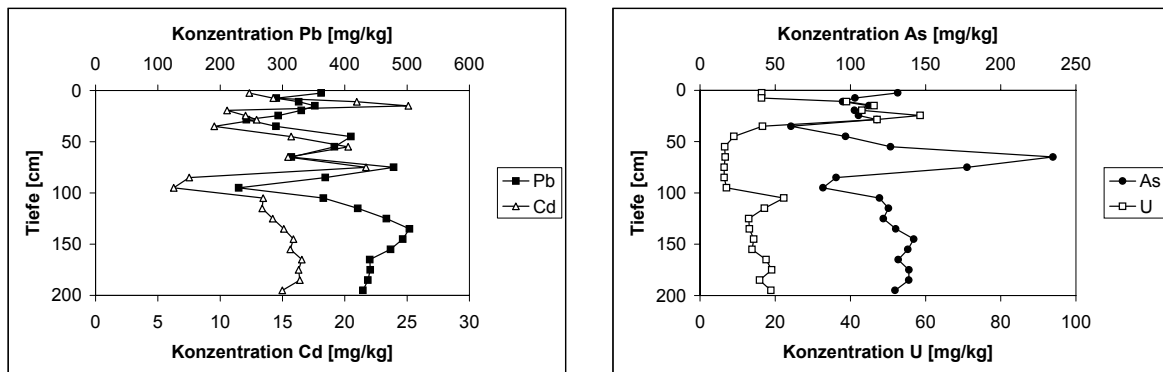 Konzentration Pb [mg/kg]
0 100 200 300 400 500 600
0
50
100
150
200
Tiefe [cm]
Pb
Cd
0 5 10 15 20 25 30
Konzentration Cd [mg/kg]
Konzentration As [mg/kg]
0 50 100 150 200 250
0
50
100
150
200
Tiefe [cm]
As
U
0 20 40 60 80 100
Konzentration U [mg/kg]